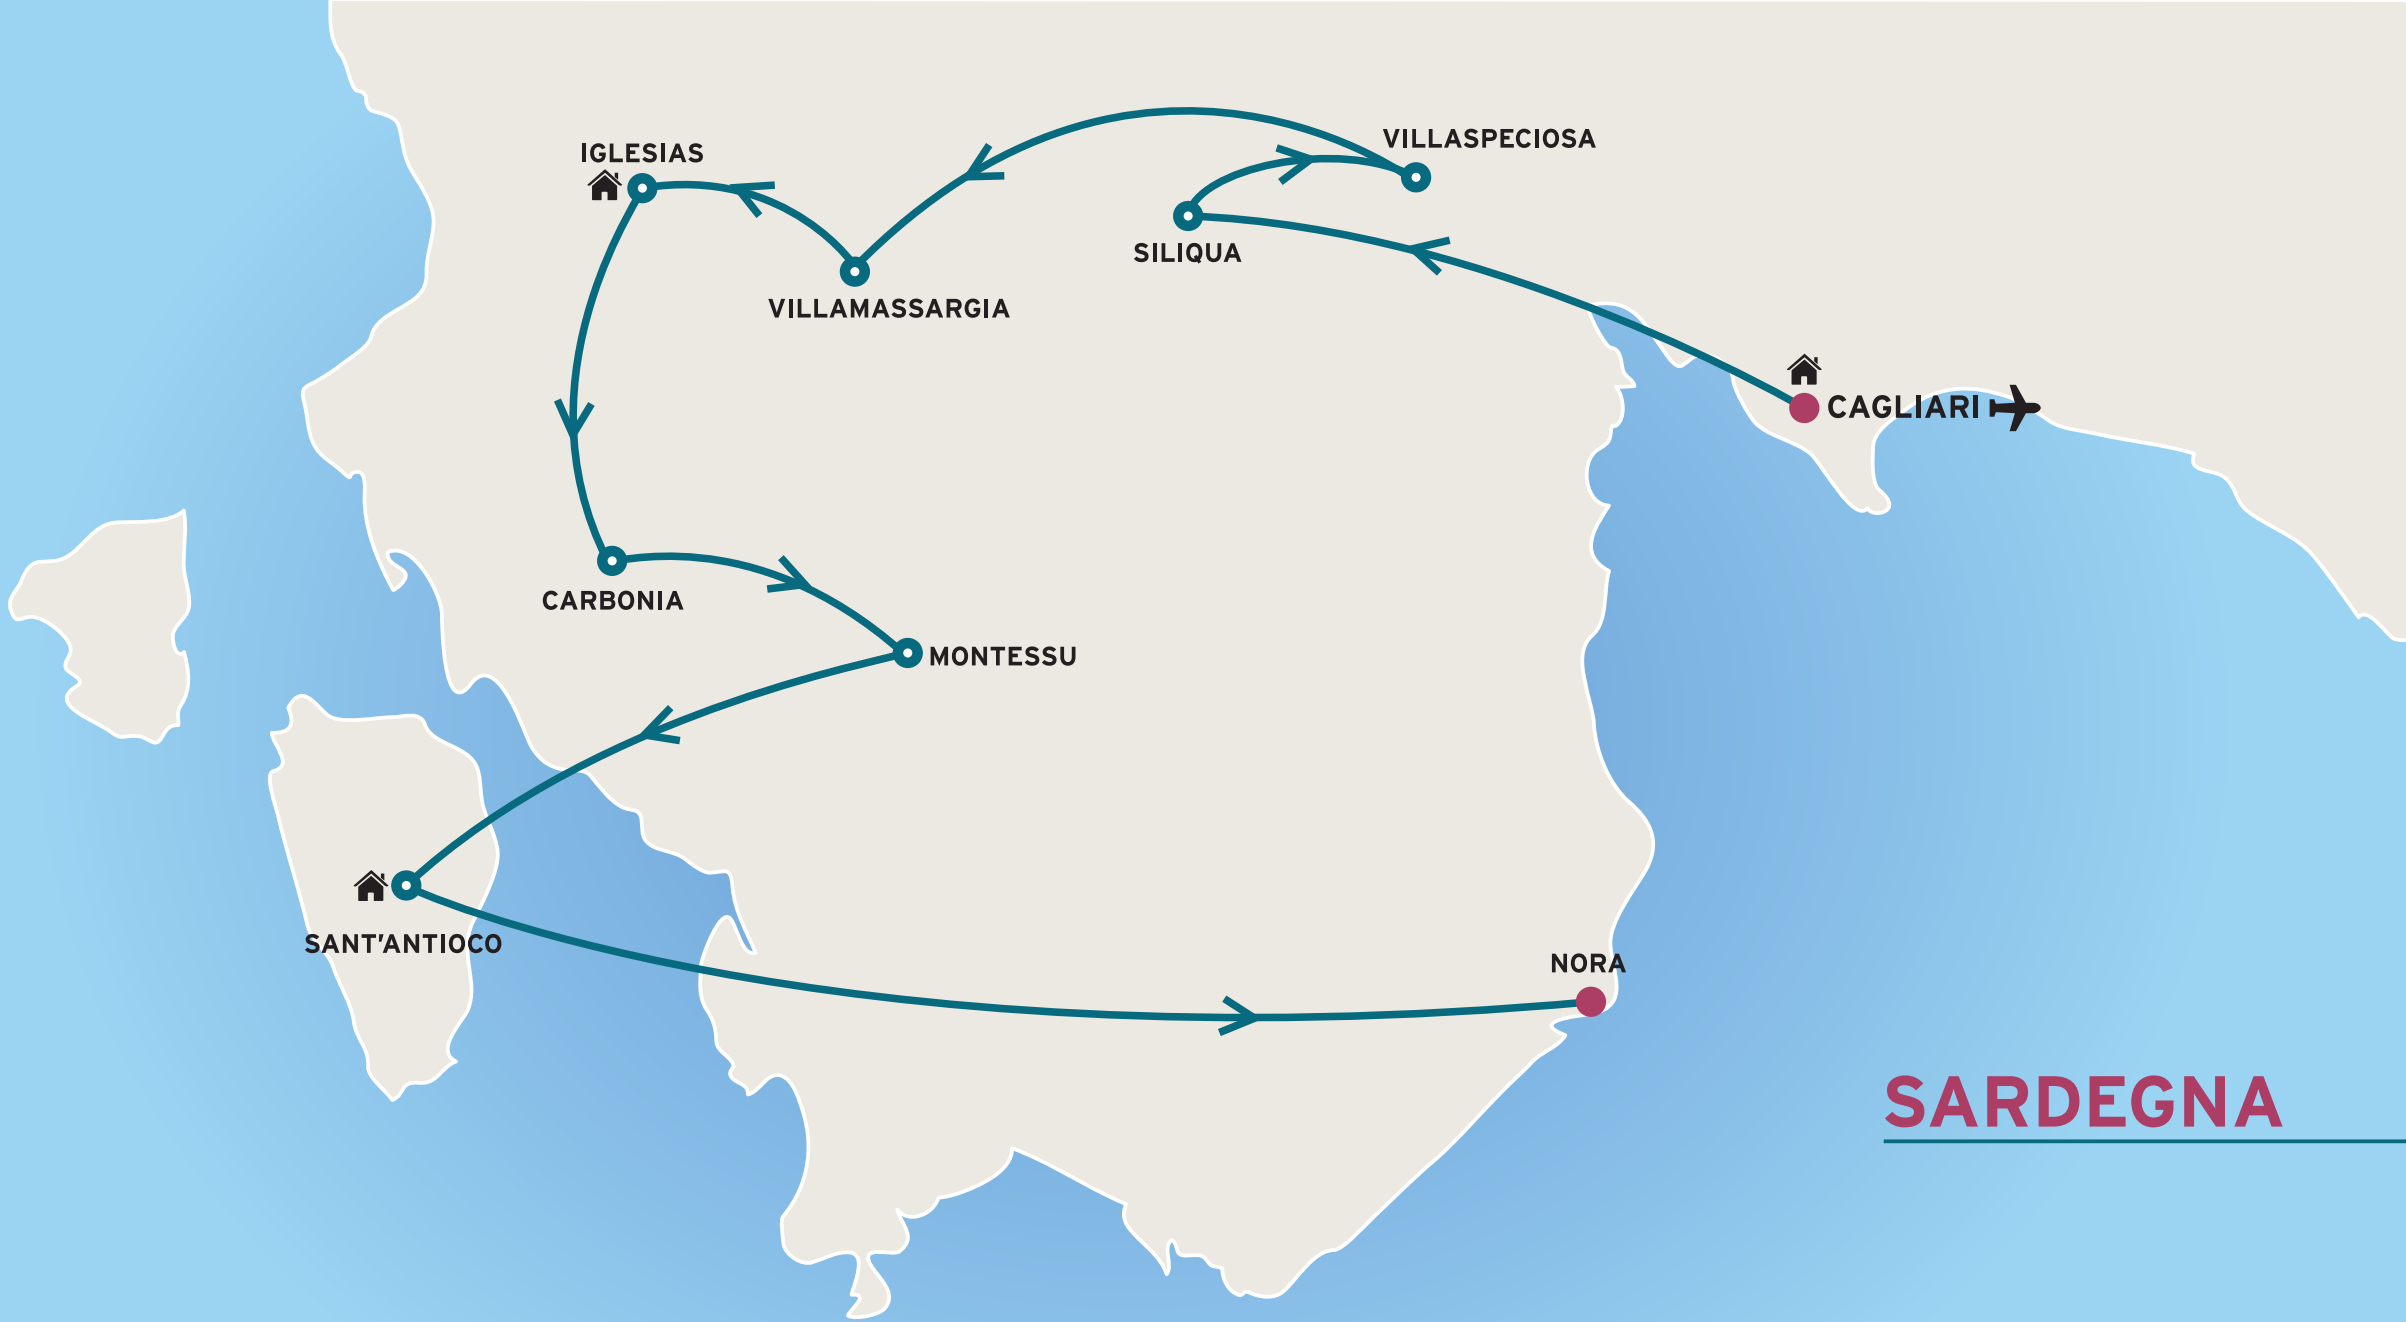 VILLASPECIOSA
IGLESIAS
SILIQUA
VILLAMASSARGIA
CAGLIARI
CARBONIA
MONTESSU
SANT'ANTIOCO
NORA
SARDEGNA